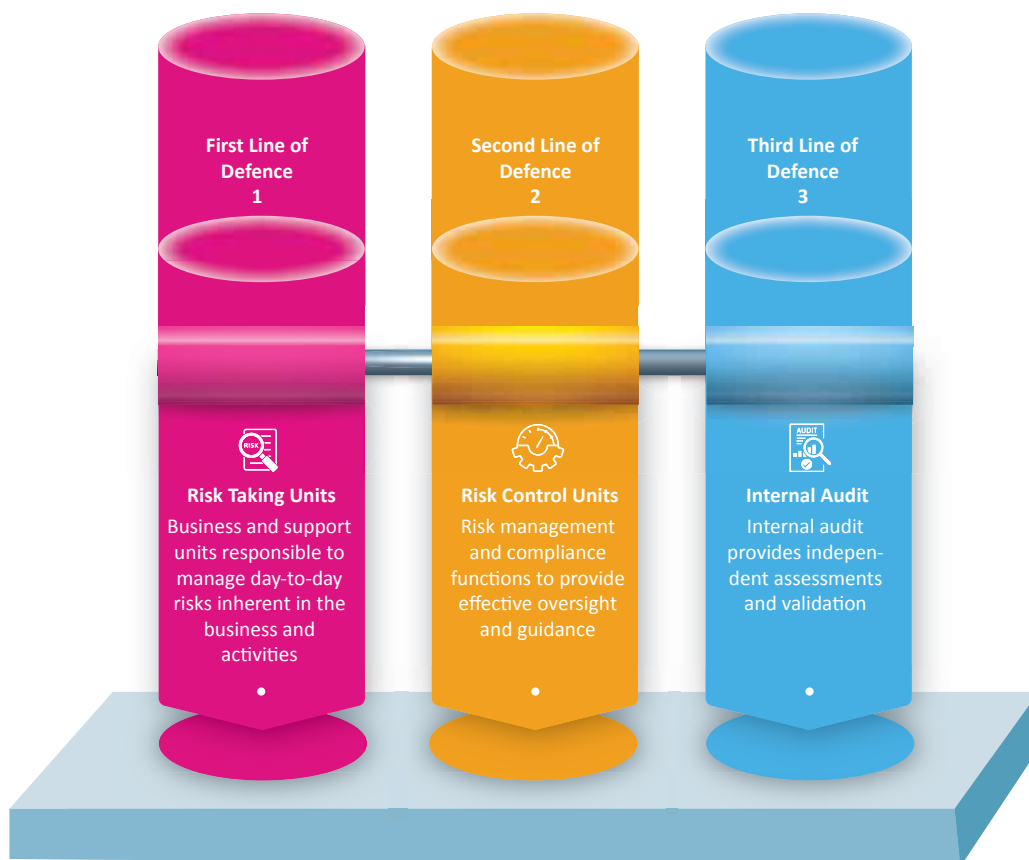 First Line of
Defence
1
RISK
Risk Taking Units
Business and support
units responsible to
manage day-to-day
risks inherent in the
business and
activities
Second Line of
Defence
2
Risk Control Units
Risk management
and compliance
functions to provide
effective oversight
and guidance
Third Line of
Defence
3
AUDIT
Internal Audit
Internal audit
provides indepen-
dent assessments
and validation